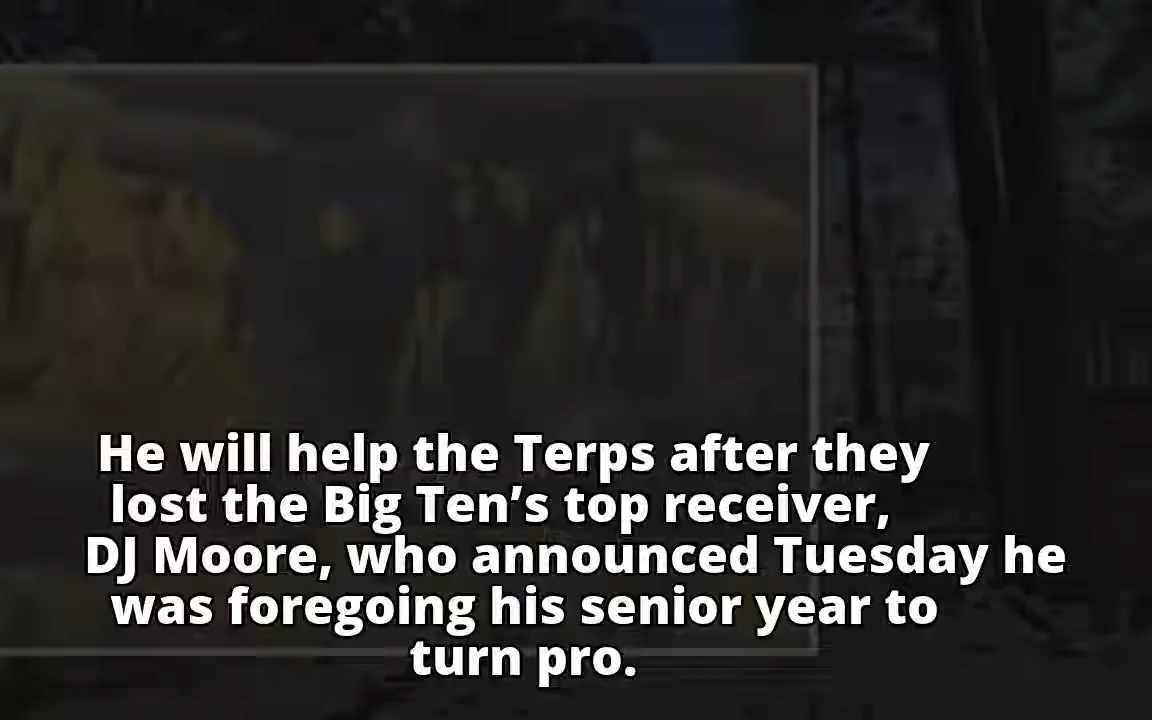 He will help the Terps after they
lost the Big Ten’s top receiver,
DJ Moore, who announced Tuesday he
was foregoing his senior year to
turn pro.